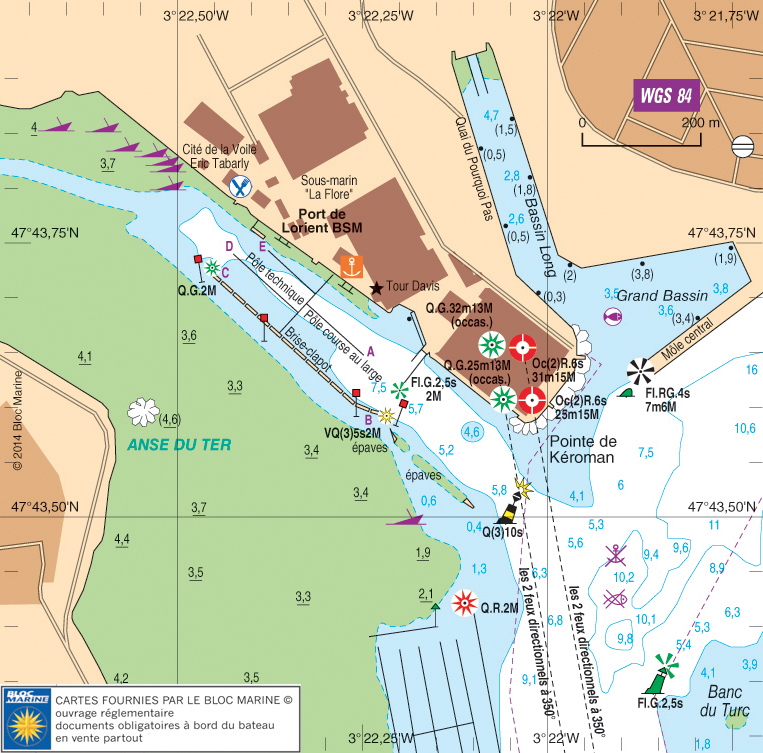 3°22,50'W
3°22,25'W
3°22'W
3°21,75'W
WGS 84
0
200 m
4
3,7
Cité de la Voile
Eric Tabarly
Sous-marin
"La Flore"
Port de
Lorient BSM
Quai du Pourquoi Pas
Bassin Long
4,7
(1,5)
(0,5)
2,8
(1,8)
2,6
(0,5)
(0,3)
47°43,75'N
47°43,75'N
(2)
(3,8)
(1,9)
3,5
Grand Bassin
3,8
3,6
(3,4)
Môle central
D
E
C
Q.G.2M
Pôle technique
Tour Davis
Pôle course au large
Brise-clapot
A
Q.G.32m13M
(occas.)
Q.G.25m13M
(occas.)
Oc(2)R.6s
31m15M
Oc(2)R.6s
25m15M
Fl.RG.4s
7m6M
Fl.G.2,5s
2M
7,5
5,7
B
VQ(3)5s2M
épaves
épaves
4,1
3,6
3,3
(4,6)
ANSE DU TER
© 2014 Bloc Marine
16
10,6
7,5
6
4,6
5,2
Pointe de
Kéroman
3,4
3,4
0,6
5,8
4,1
47°43,50'N
47°43,50'N
3,7
4,4
0,4
Q(3)10s
5,3
11
5,6
9,4
9,6
8,9
10,2
1,9
1,3
6,3
3,5
3,3
2,1
Q.R.2M
les 2 feux directionnels à 350°
les 2 feux directionnels à 350°
6,8
10,1
9,8
6,3
5,3
5,4
4,1
3,9
9,1
Fl.G.2,5s
Banc
du Turc
1,8
4,2
3,5
BLOC
MARINE
CARTES FOURNIES PAR LE BLOC MARINE ©
ouvrage réglementaire
documents obligatoires à bord du bateau
en vente partout
3°22,25'W
3°22'W